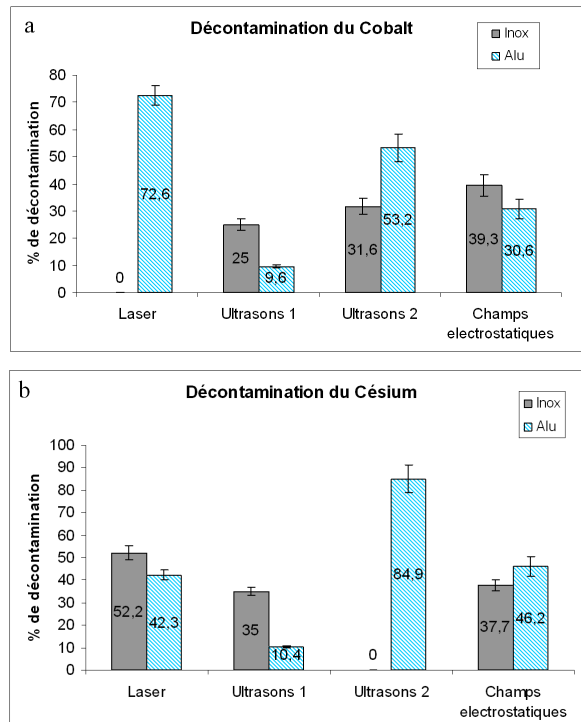 a
Décontamination du Cobalt
Inox
Alu
% de décontamination
80
70
60
50
40
30
20
10
0
0
72,6
25
9,6
31,6
53,2
39,3
30,6
Laser
Ultrasons 1
Ultrasons 2
Champs
electrostatiques
b
Décontamination du Césium
Inox
Alu
% de décontamination
100
90
80
70
60
50
40
30
20
10
0
52,2
42,3
35
10,4
0
84,9
37,7
46,2
Laser
Ultrasons 1
Ultrasons 2
Champs
electrostatiques